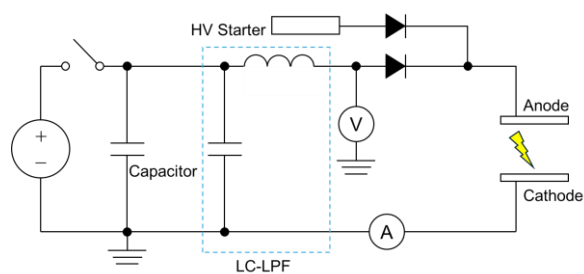 HV Starter
V
Anode
+
−
Capacitor
Cathode
A
LC-LPF